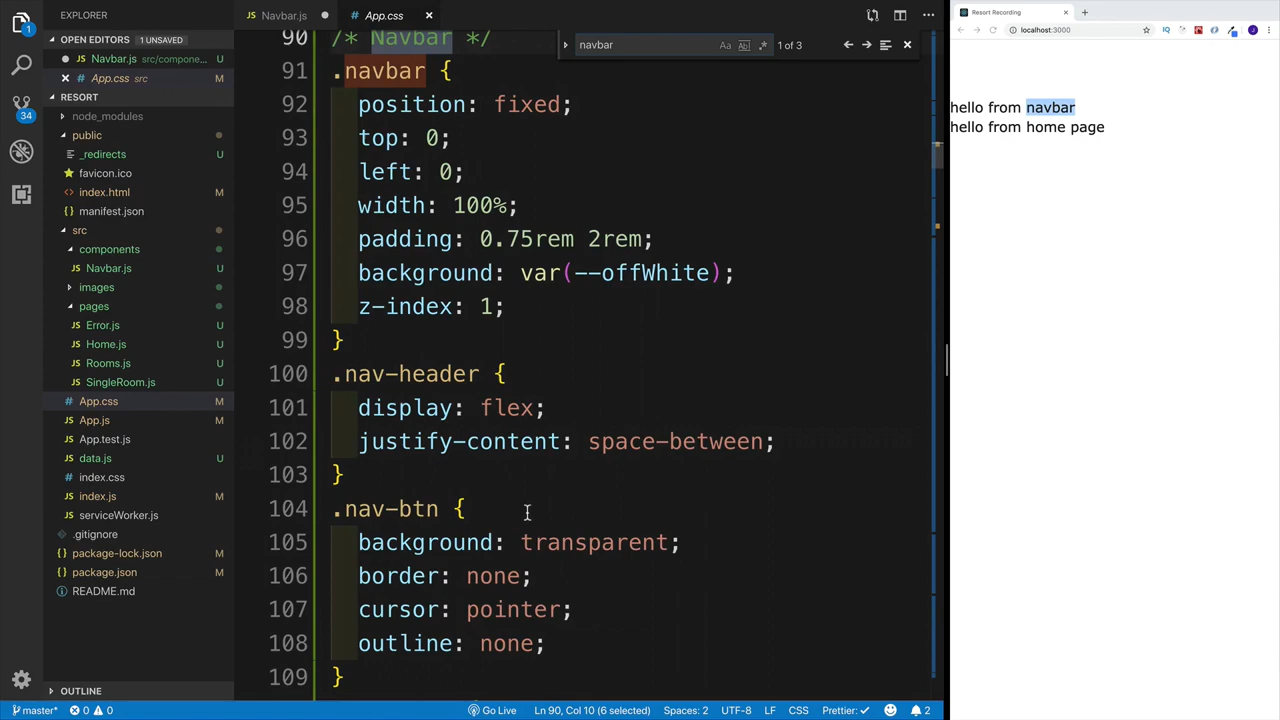 EXPLORER
OPEN EDITORS 1 UNSAVED
Navbar.js src/compone... U
App.css src M
RESORT
node_modules
public
_redirects U
favicon.ico
index.html M
manifest.json
src
components
Navbar.js U
images
pages
Error.js U
Home.js U
Rooms.js U
SingleRoom.js U
App.css M
App.js M
App.test.js
data.js U
index.css
index.js M
serviceWorker.js
.gitignore
package-lock.json M
package.json M
README.md
OUTLINE
1
34
Navbar.js
App.css
navbar Aa Abl .* 1 of 3
90 /* Navbar */
91 .navbar {
92 position: fixed;
93 top: 0;
94 left: 0;
95 width: 100%;
96 padding: 0.75rem 2rem;
97 background: var(--offWhite);
98 z-index: 1;
99 }
100 .nav-header {
101 display: flex;
102 justify-content: space-between;
103 }
104 .nav-btn {
105 background: transparent;
106 border: none;
107 cursor: pointer;
108 outline: none;
109 }
master* 0 0 Go Live Ln 90, Col 10 (6 selected) Spaces: 2 UTF-8 LF CSS Prettier: 2
Resort Recording
localhost:3000
hello from navbar
hello from home page